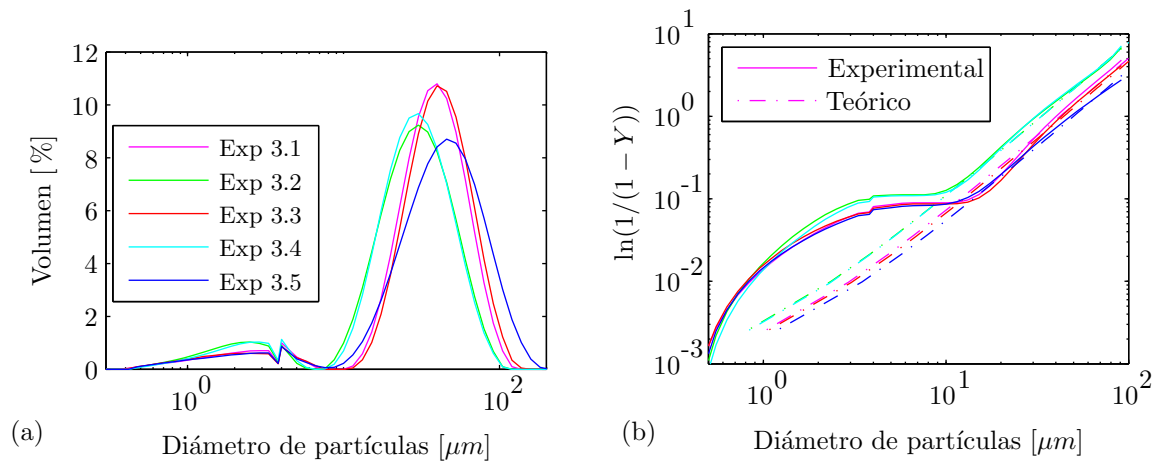 12
10
8
6
4
2
0
Volumen [%]
Exp 3.1
Exp 3.2
Exp 3.3
Exp 3.4
Exp 3.5
10^0
10^2
Diámetro de partículas [μm]
(a)
10^1
10^0
10^-1
10^-2
10^-3
ln(1/(1 − Y))
Experimental
Teórico
10^0
10^1
10^2
Diámetro de partículas [μm]
(b)